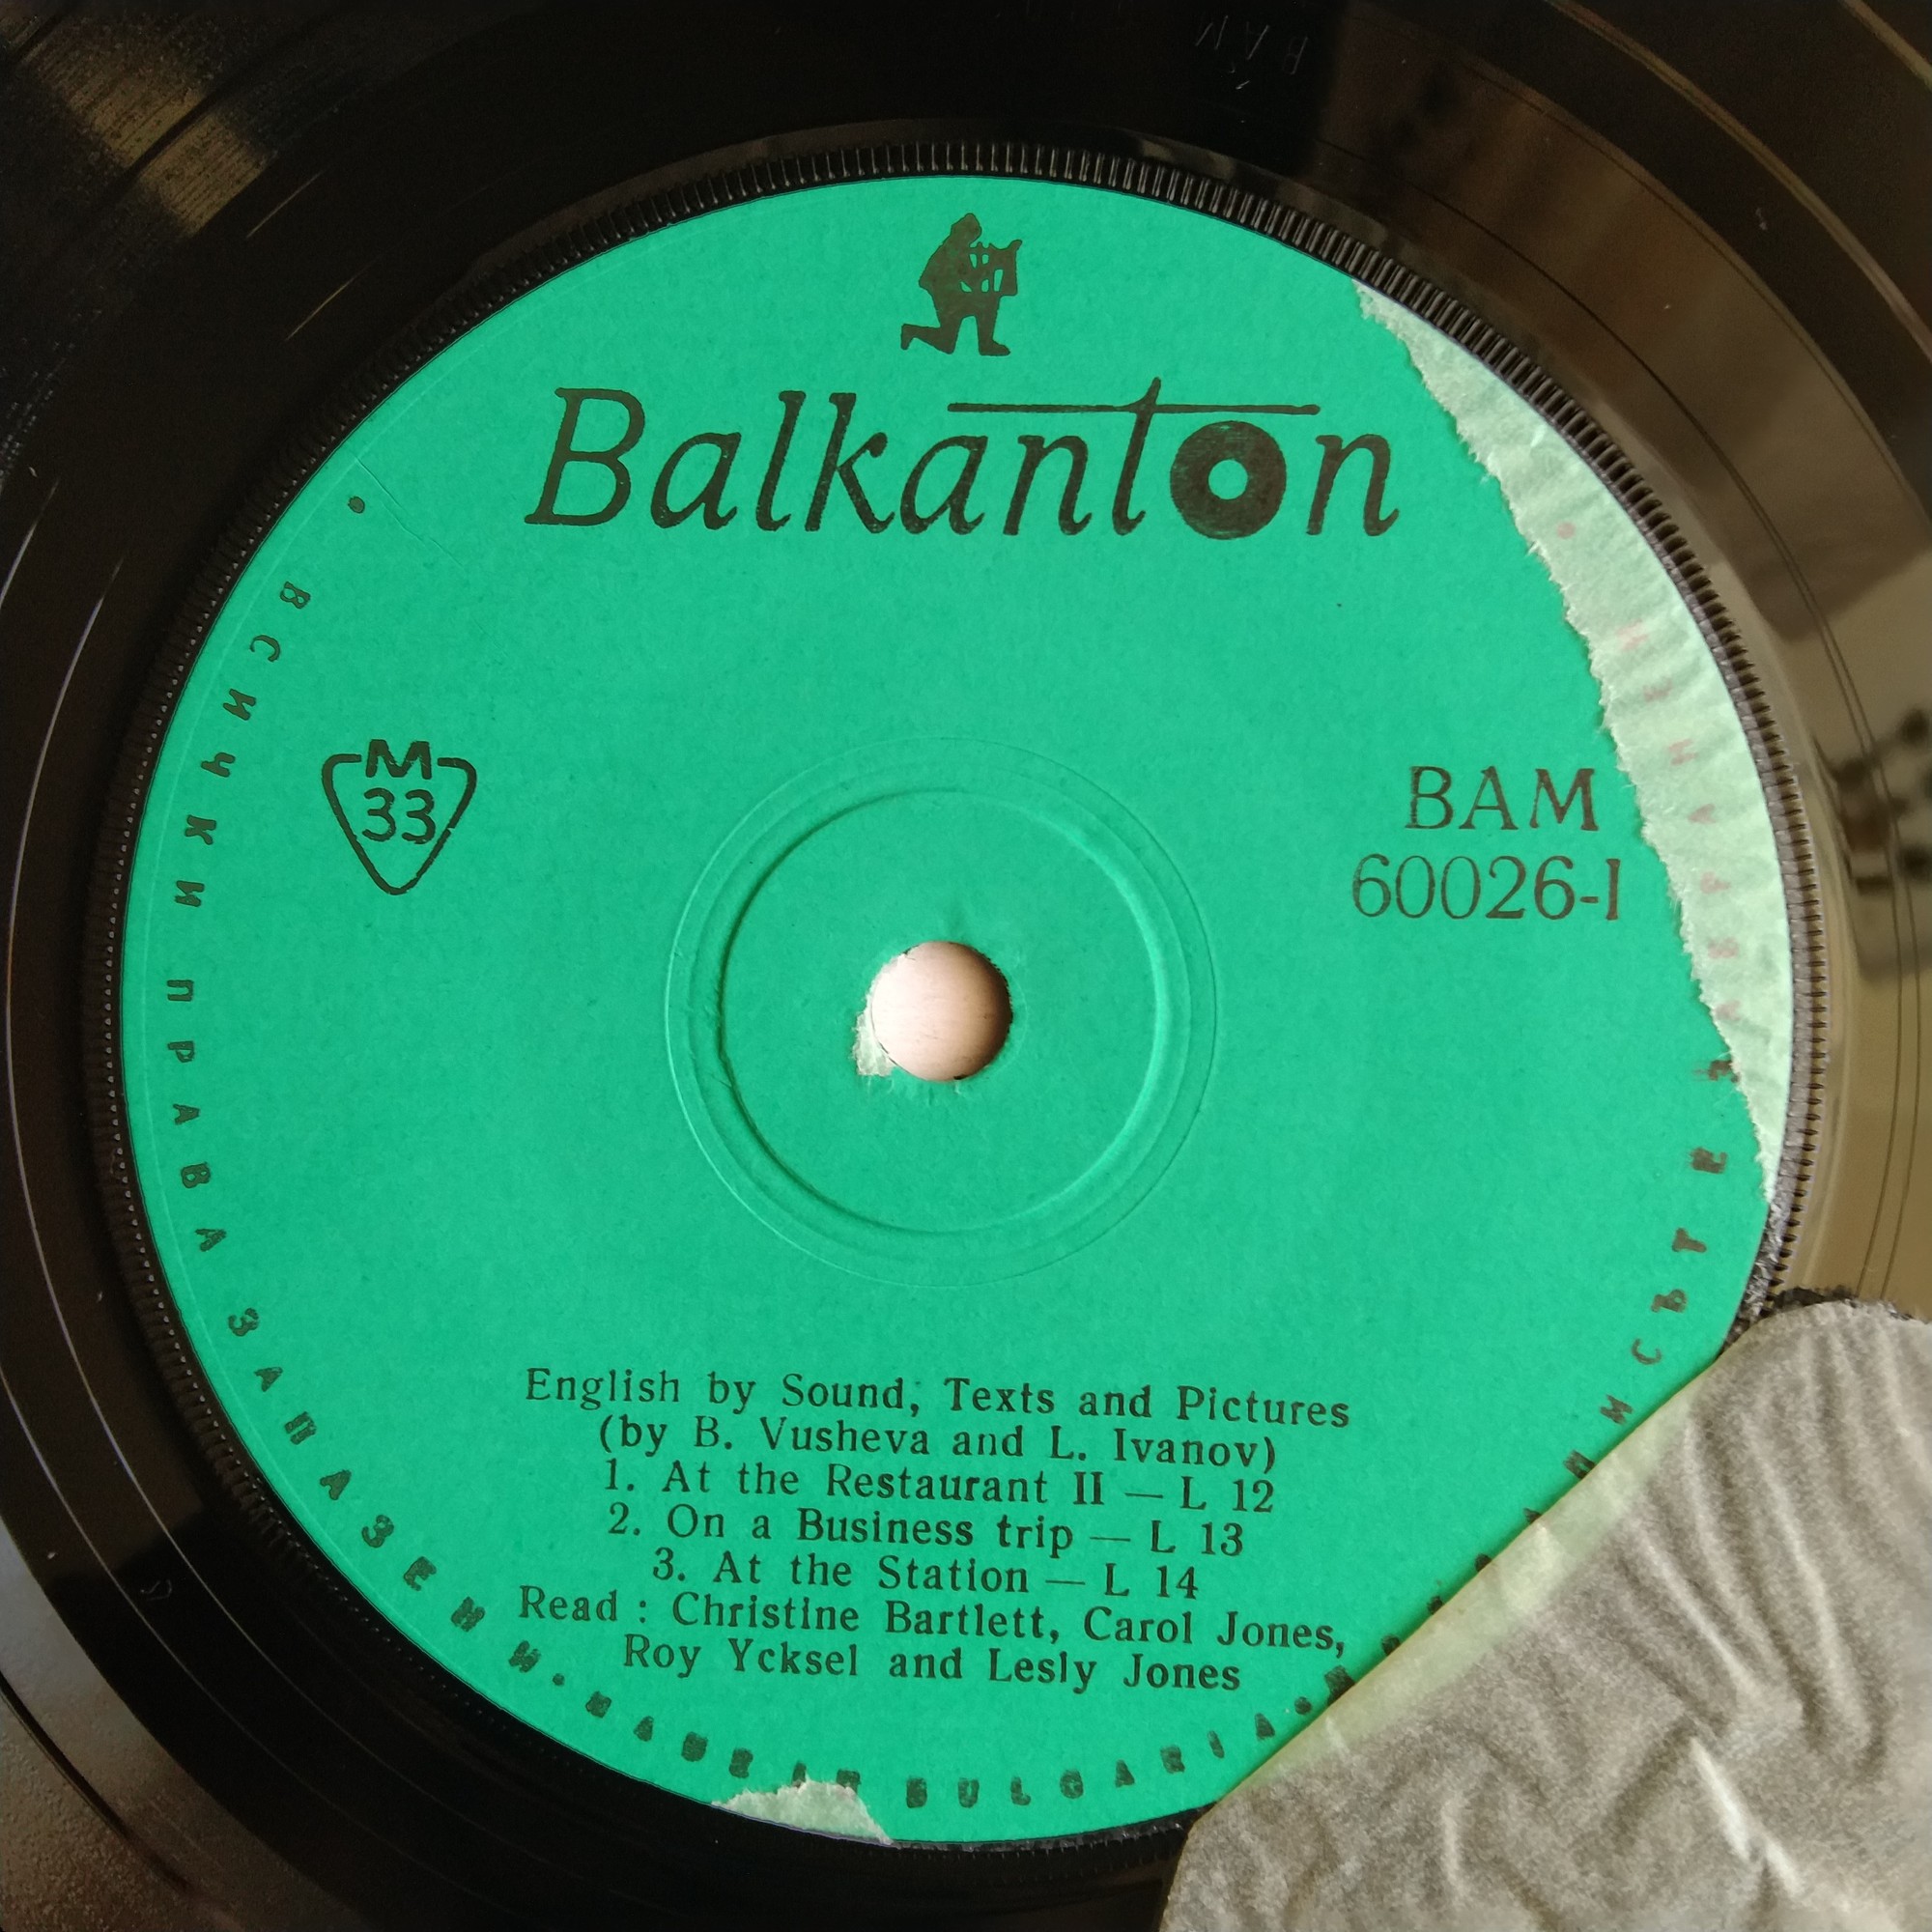 Balkanton
M
33
BAM
60026-I
English by Sound, Texts and Pictures
(by B. Vusheva and L. Ivanov)
1. At the Restaurant II — L 12
2. On a Business trip — L 13
3. At the Station — L 14
Read : Christine Bartlett, Carol Jones,
Roy Ycksel and Lesly Jones
• ВСИЧКИ ПРАВА ЗАПАЗЕНИ • MADE IN BULGARIA •